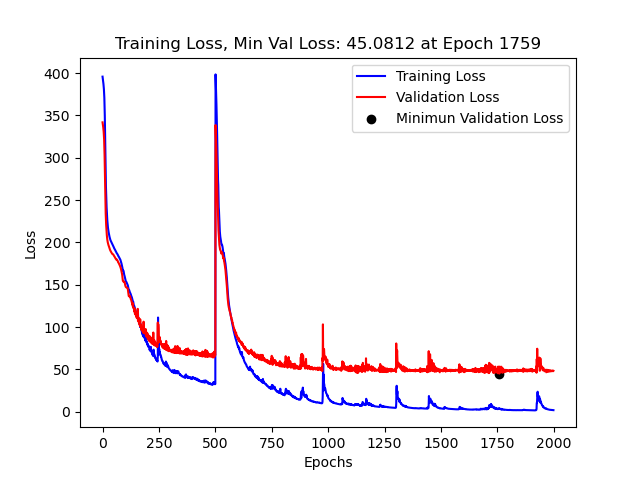 Training Loss, Min Val Loss: 45.0812 at Epoch 1759
Training Loss
Validation Loss
Minimun Validation Loss
Loss
400
350
300
250
200
150
100
50
0
0 250 500 750 1000 1250 1500 1750 2000
Epochs